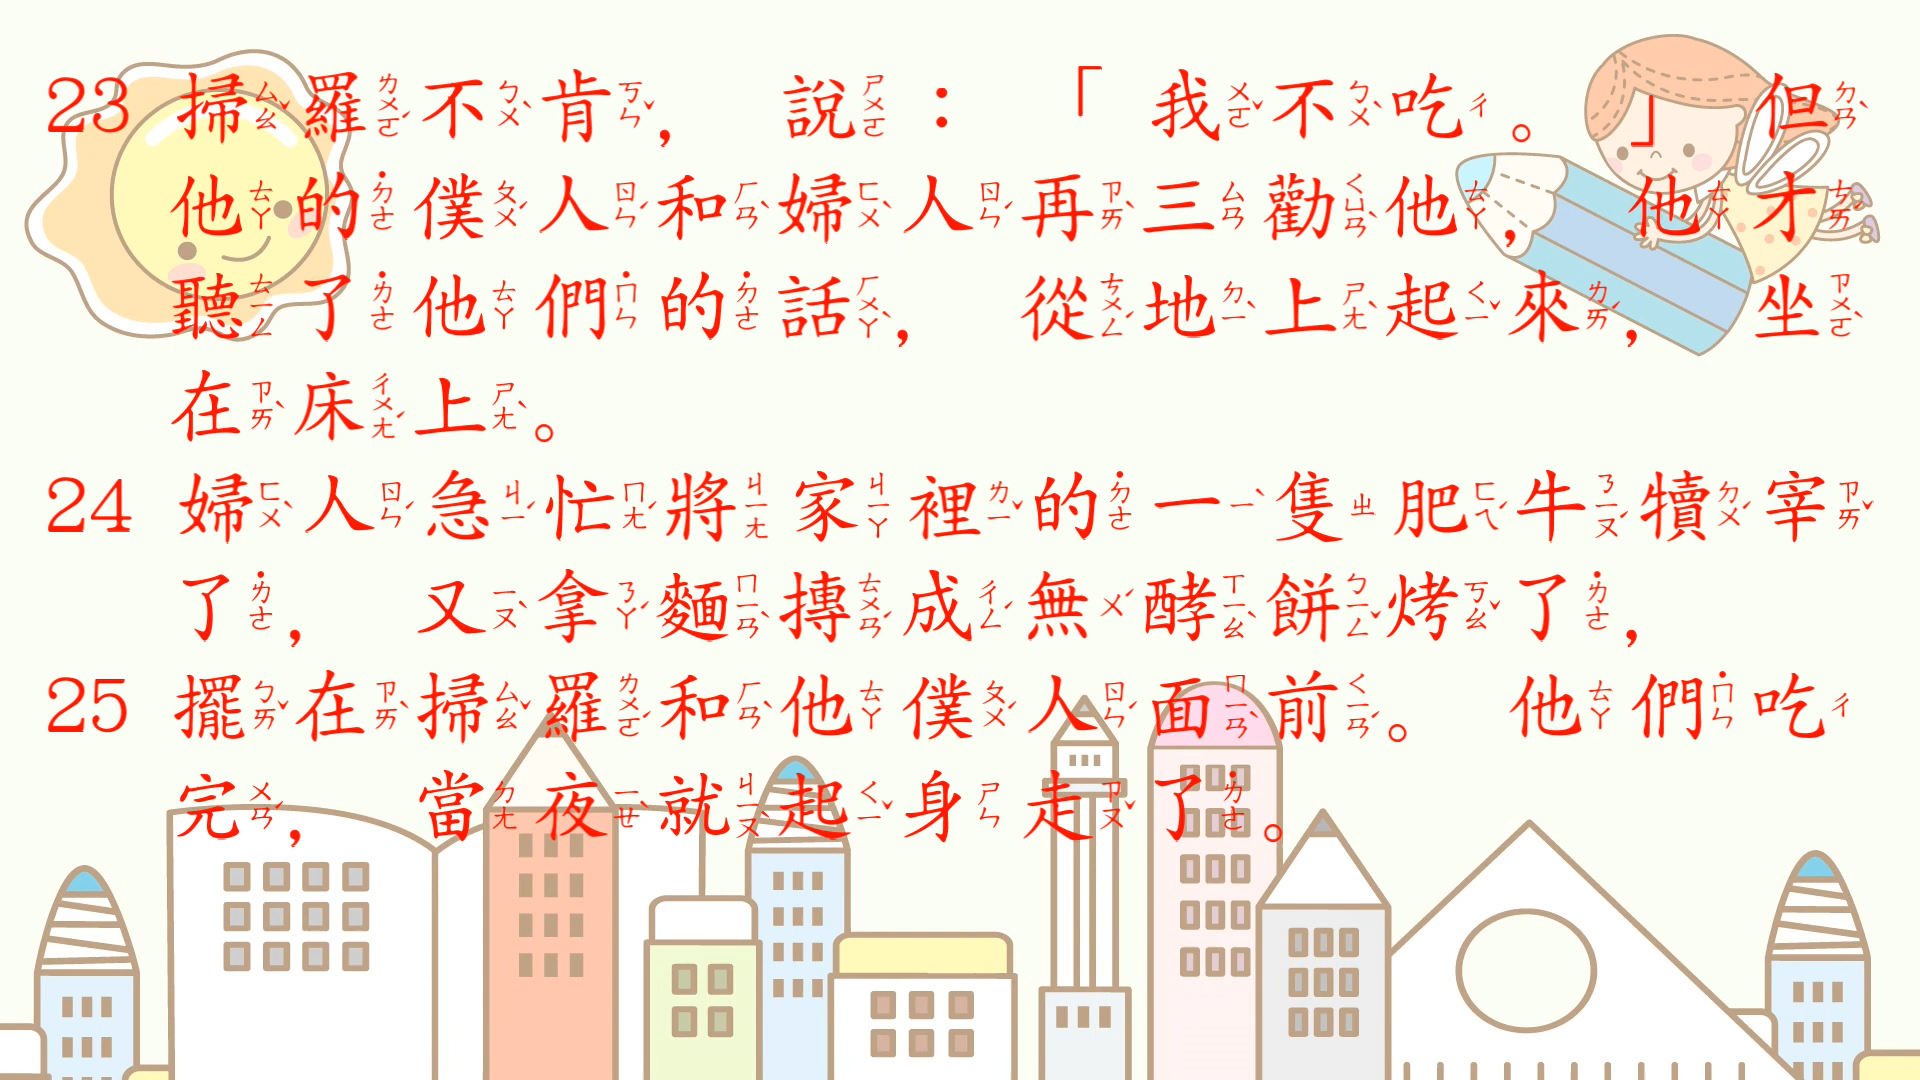 23 掃羅不肯，說：「我不吃。」但
他的僕人和婦人再三勸他，他才
聽了他們的話，從地上起來，坐
在床上。
24 婦人急忙將家裡的一隻肥牛犢宰
了，又拿麵摶成無酵餅烤了，
25 擺在掃羅和他僕人面前。他們吃
完，當夜就起身走了。